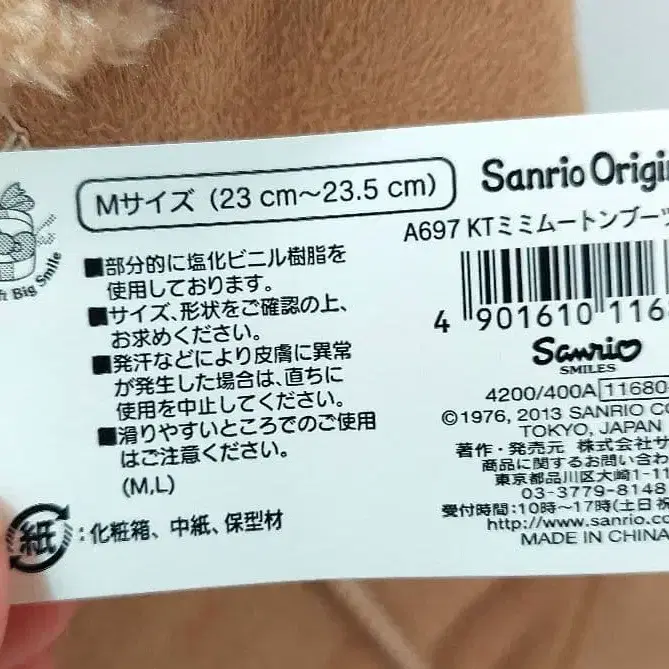 Big Smile
Mサイズ (23 cm〜23.5 cm)
■部分的に塩化ビニル樹脂を
使用しております。
■サイズ、形状をご確認の上、
お求めください。
■発汗などにより皮膚に異常
が発生した場合は、直ちに
使用を中止してください。
■滑りやすいところでのご使用
はご注意ください。
(M,L)
紙:化粧箱、中紙、保型材
Sanrio Origi
A697 KTミミムートンブーツ
4 901610 116
Sanrio
SMILES
4200/400A 11680
©1976, 2013 SANRIO CO
TOKYO, JAPAN
著作・発売元 株式会社サ
商品に関するお問い合わ
東京都品川区大崎1-11
03-3779-8148
受付時間:10時〜17時(土日祝
http://www.sanrio.co
MADE IN CHINA